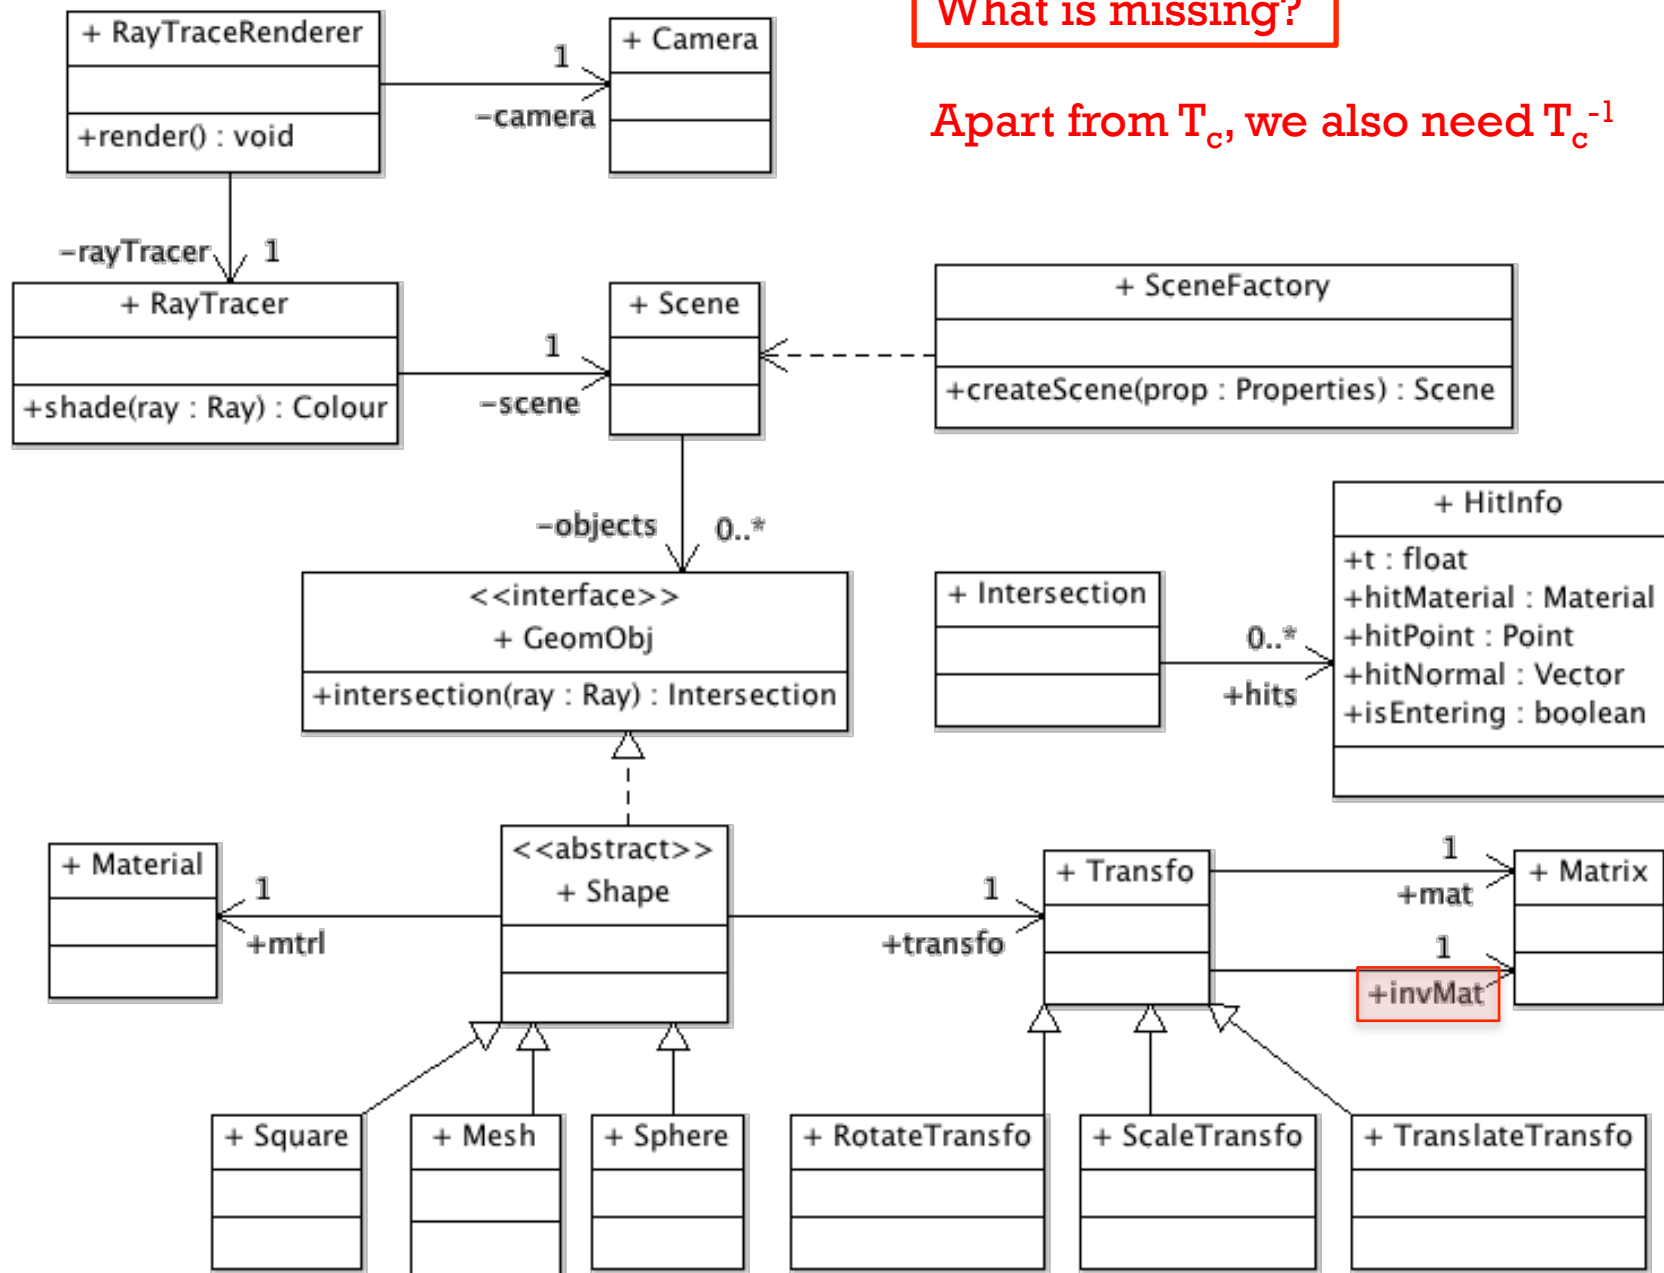 What is missing?
Apart from Tc, we also need Tc-1
+ RayTraceRenderer
+render() : void
1
-camera
+ Camera
-rayTracer
1
+ RayTracer
+shade(ray : Ray) : Colour
1
-scene
+ Scene
+ SceneFactory
+createScene(prop : Properties) : Scene
-objects
0..*
<<interface>>
+ GeomObj
+intersection(ray : Ray) : Intersection
+ Intersection
0..*
+hits
+ HitInfo
+t : float
+hitMaterial : Material
+hitPoint : Point
+hitNormal : Vector
+isEntering : boolean
+ Material
1
+mtrl
<<abstract>>
+ Shape
1
+transfo
+ Transfo
1
+mat
1
+invMat
+ Matrix
+ Square
+ Mesh
+ Sphere
+ RotateTransfo
+ ScaleTransfo
+ TranslateTransfo